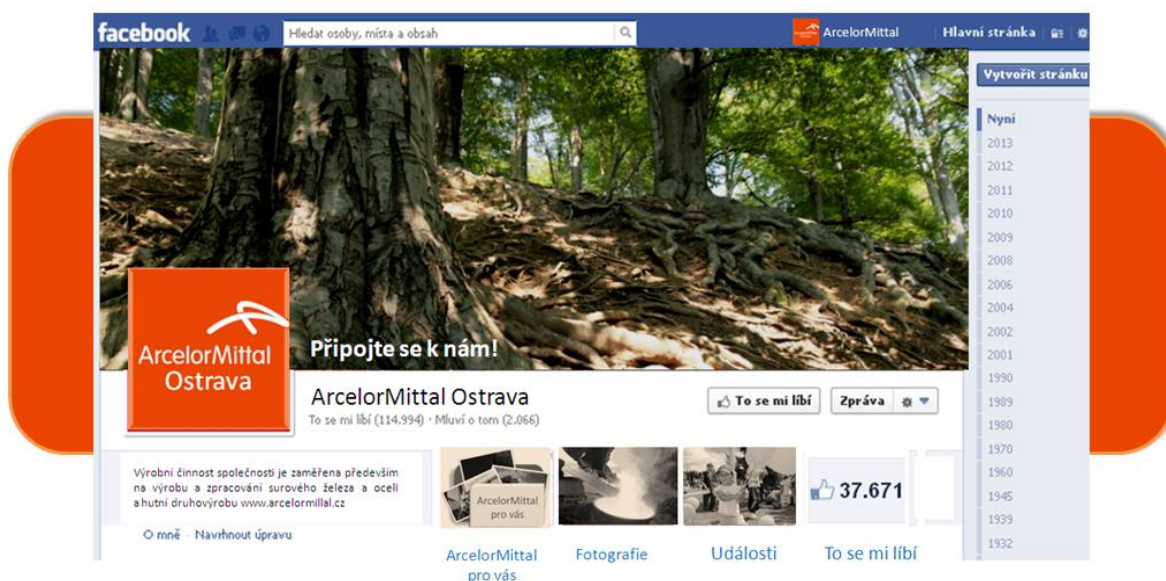 facebook
Hledat osoby, místa a obsah
ArcelorMittal
Hlavní stránka
Vytvořit stránku
Nyní
2013
2012
2011
2010
2009
2008
2006
2004
2002
2001
1990
1989
1980
1970
1960
1945
1939
1932
ArcelorMittal
Ostrava
Připojte se k nám!
ArcelorMittal Ostrava
To se mi líbí (114.994) · Mluví o tom (2.066)
To se mi líbí
Zpráva
Výrobní činnost společnosti je zaměřena především
na výrobu a zpracování surového železa a oceli
a hutní druhovýrobu www.arcelormillal.cz
O mně - Navrhnout úpravu
ArcelorMittal
pro vás
37.671
ArcelorMittal
pro vás
Fotografie
Události
To se mi líbí